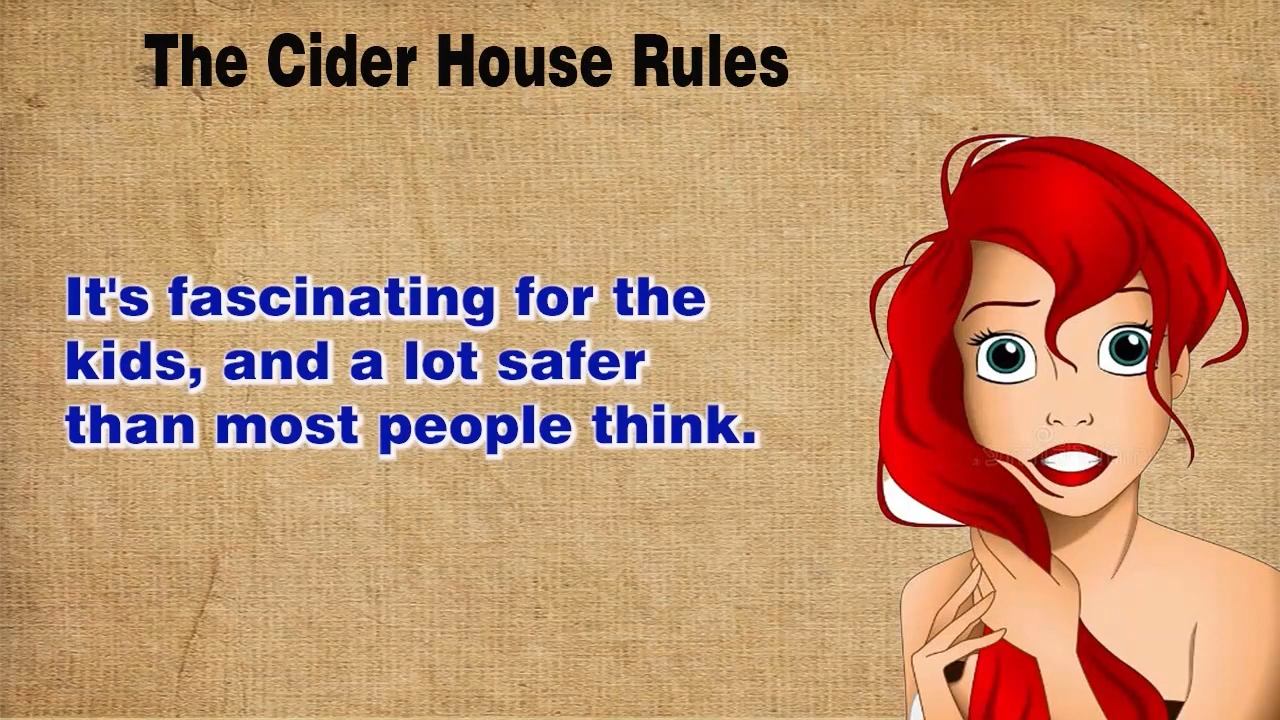 The Cider House Rules
It's fascinating for the
kids, and a lot safer
than most people think.